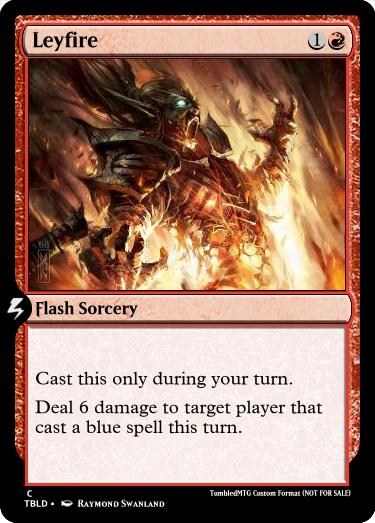 Leyfire 1
Flash Sorcery
Cast this only during your turn.
Deal 6 damage to target player that
cast a blue spell this turn.
C
TBLD • Raymond Swanland
TumbledMTG Custom Format (NOT FOR SALE)